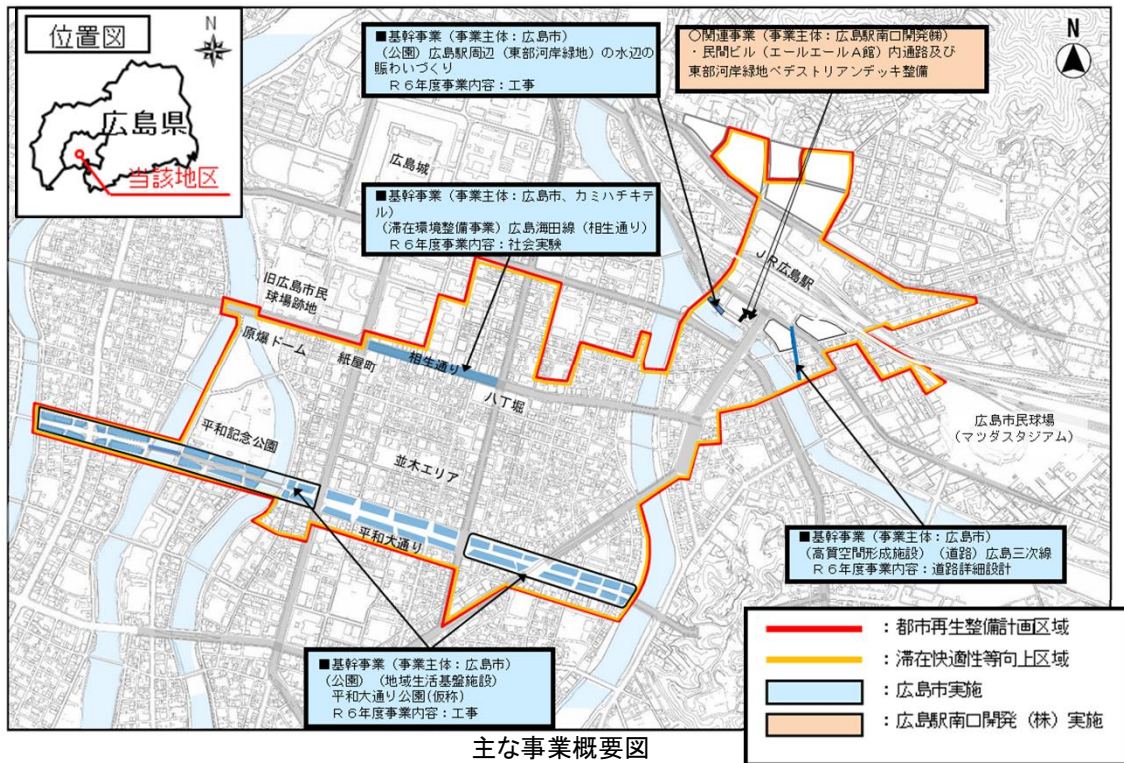 位置図
N
広島県
当該地区
■基幹事業（事業主体：広島市）
（公園）広島駅周辺（東部河岸緑地）の水辺の
賑わいづくり
Ｒ６年度事業内容：工事
○関連事業（事業主体：広島駅南口開発㈱）
・民間ビル（エールエールＡ館）内通路及び
東部河岸緑地ペデストリアンデッキ整備
N
広島城
■基幹事業（事業主体：広島市、カミハチキテ
ル）
（滞在環境整備事業）広島海田線（相生通り）
Ｒ６年度事業内容：社会実験
ＪＲ広島駅
旧広島市民
球場跡地
原爆ドーム
紙屋町
相生通り
八丁堀
広島市民球場
（マツダスタジアム）
平和記念公園
並木エリア
平和大通り
■基幹事業（事業主体：広島市）
（高質空間形成施設）（道路）広島三次線
Ｒ６年度事業内容：道路詳細設計
■基幹事業（事業主体：広島市）
（公園）（地域生活基盤施設）
平和大通り公園(仮称)
Ｒ６年度事業内容：工事
：都市再生整備計画区域
：滞在快適性等向上区域
：広島市実施
：広島駅南口開発（株）実施
主な事業概要図